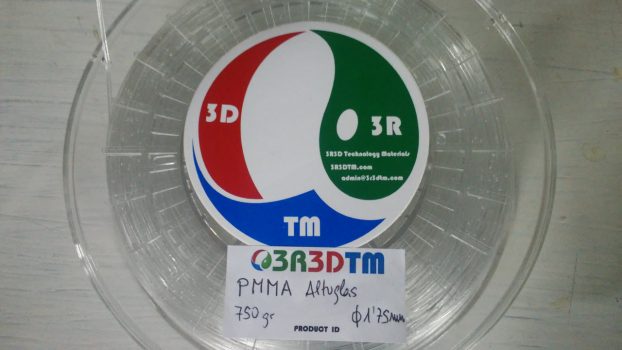 3D
3R
3R3D Technology Materials
3R3DTM.com
admin@3r3dtm.com
TM
3R3DTM
PMMA Altuglas
750 gr
ϕ 1'75mm
PRODUCT ID